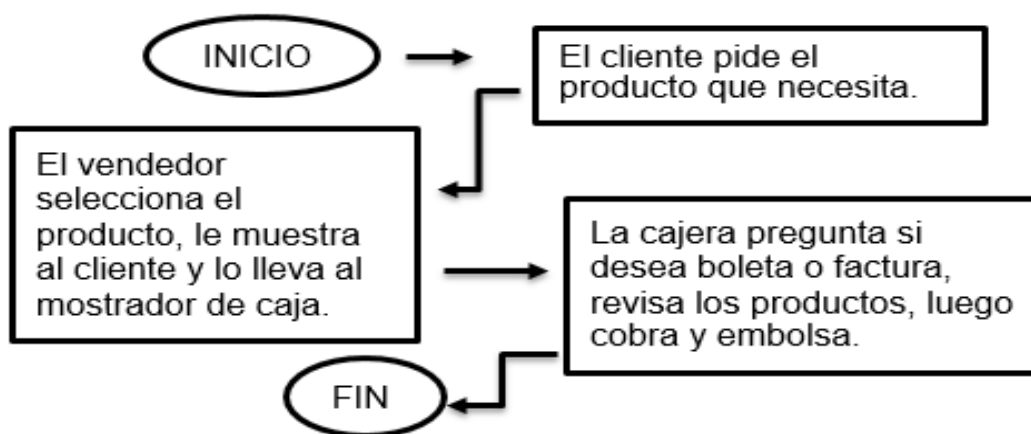 INICIO
El cliente pide el
producto que necesita.
El vendedor
selecciona el
producto, le muestra
al cliente y lo lleva al
mostrador de caja.
La cajera pregunta si
desea boleta o factura,
revisa los productos, luego
cobra y embolsa.
FIN